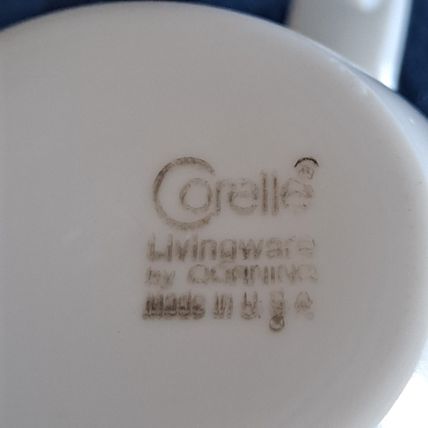 Corelle®
Livingware
by CORNING
made in U.S.A.